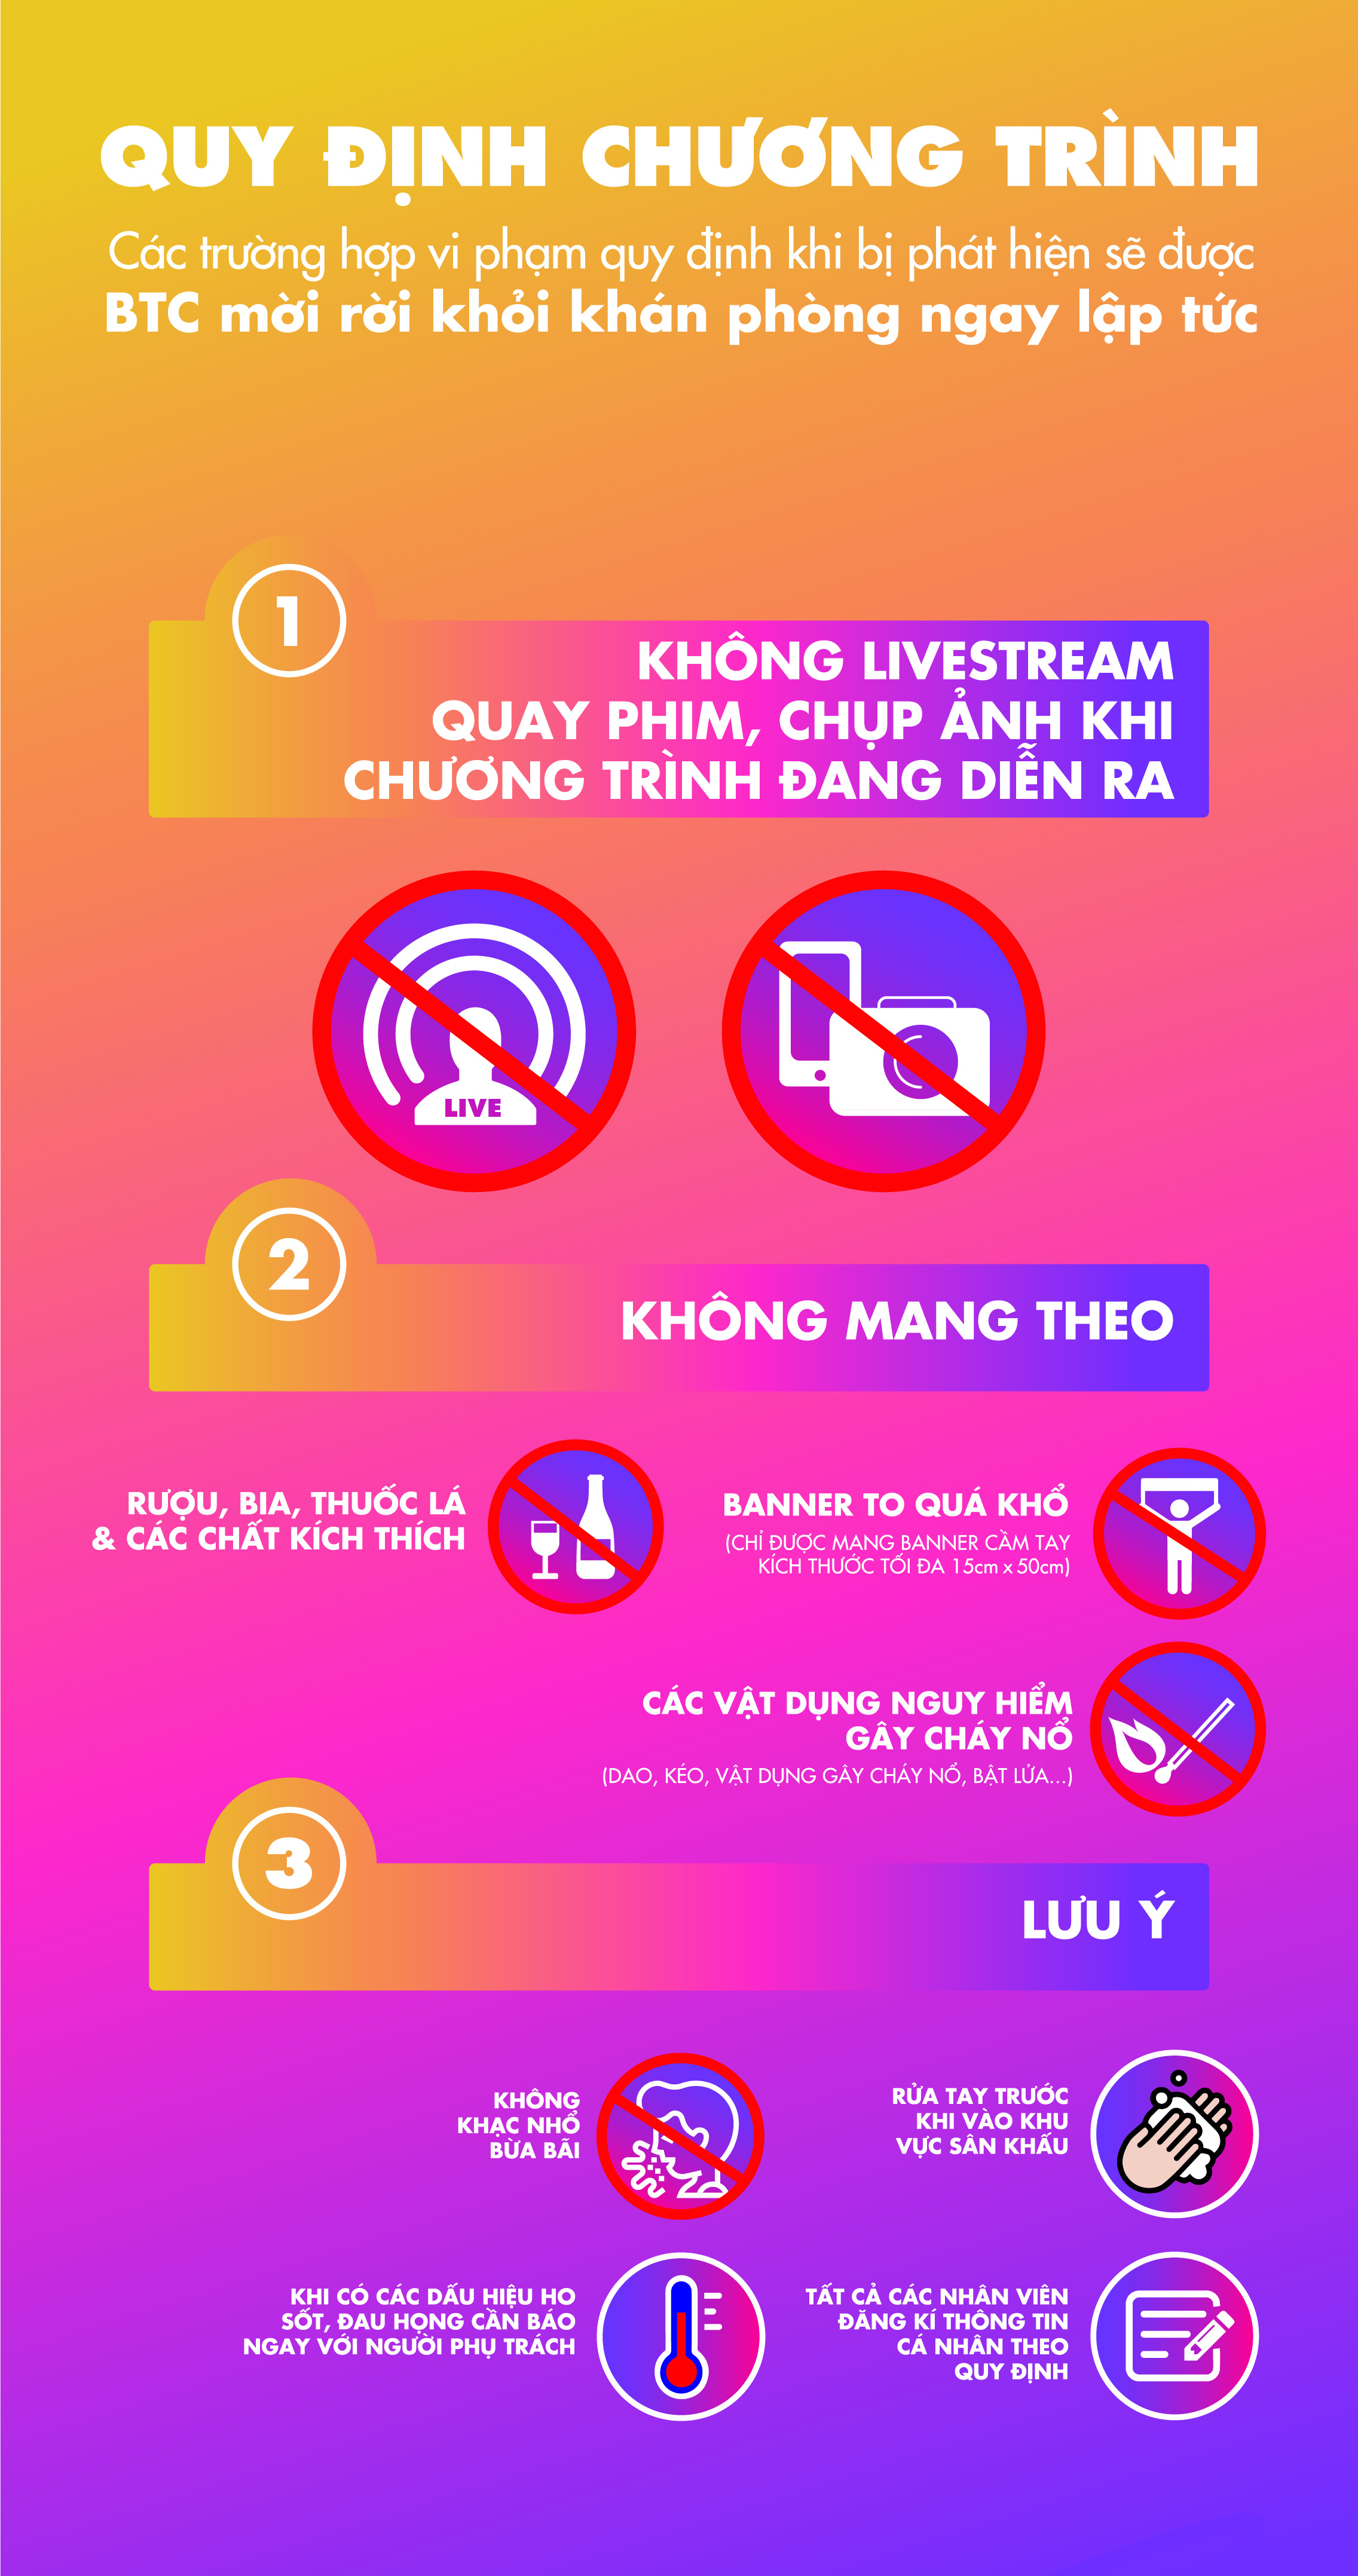 QUY ĐỊNH CHƯƠNG TRÌNH
Các trường hợp vi phạm quy định khi bị phát hiện sẽ được
BTC mời rời khỏi khán phòng ngay lập tức
1
KHÔNG LIVESTREAM
QUAY PHIM, CHỤP ẢNH KHI
CHƯƠNG TRÌNH ĐANG DIỄN RA
LIVE
2
KHÔNG MANG THEO
RƯỢU, BIA, THUỐC LÁ
& CÁC CHẤT KÍCH THÍCH
BANNER TO QUÁ KHỔ
(CHỈ ĐƯỢC MANG BANNER CẦM TAY
KÍCH THƯỚC TỐI ĐA 15cm x 50cm)
CÁC VẬT DỤNG NGUY HIỂM
GÂY CHÁY NỔ
(DAO, KÉO, VẬT DỤNG GÂY CHÁY NỔ, BẬT LỬA...)
3
LƯU Ý
KHÔNG
KHẠC NHỔ
BỪA BÃI
RỬA TAY TRƯỚC
KHI VÀO KHU
VỰC SÂN KHẤU
KHI CÓ CÁC DẤU HIỆU HO
SỐT, ĐAU HỌNG CẦN BÁO
NGAY VỚI NGƯỜI PHỤ TRÁCH
TẤT CẢ CÁC NHÂN VIÊN
ĐĂNG KÍ THÔNG TIN
CÁ NHÂN THEO
QUY ĐỊNH